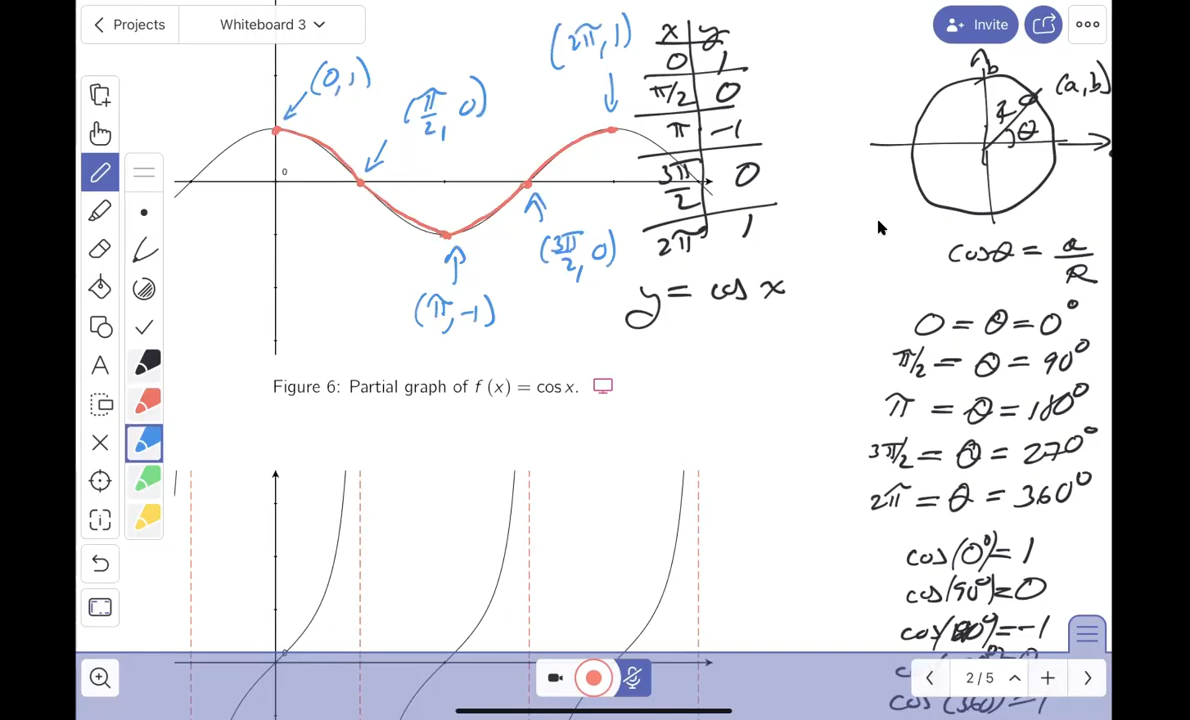 Projects
Whiteboard 3
Invite
(0, 1)
(π/2, 0)
(2π, 1)
(π, -1)
(3π/2, 0)
0
x | y
0 | 1
π/2 | 0
π | -1
3π/2 | 0
2π | 1
y = cos x
Figure 6: Partial graph of f (x) = cos x.
b
(a,b)
R
θ
cosθ = a/R
0 = θ = 0°
π/2 = θ = 90°
π = θ = 180°
3π/2 = θ = 270°
2π = θ = 360°
cos(0°)=1
cos(90°)=0
cos(180°)=-1
cos(360°)=1
A
2 / 5